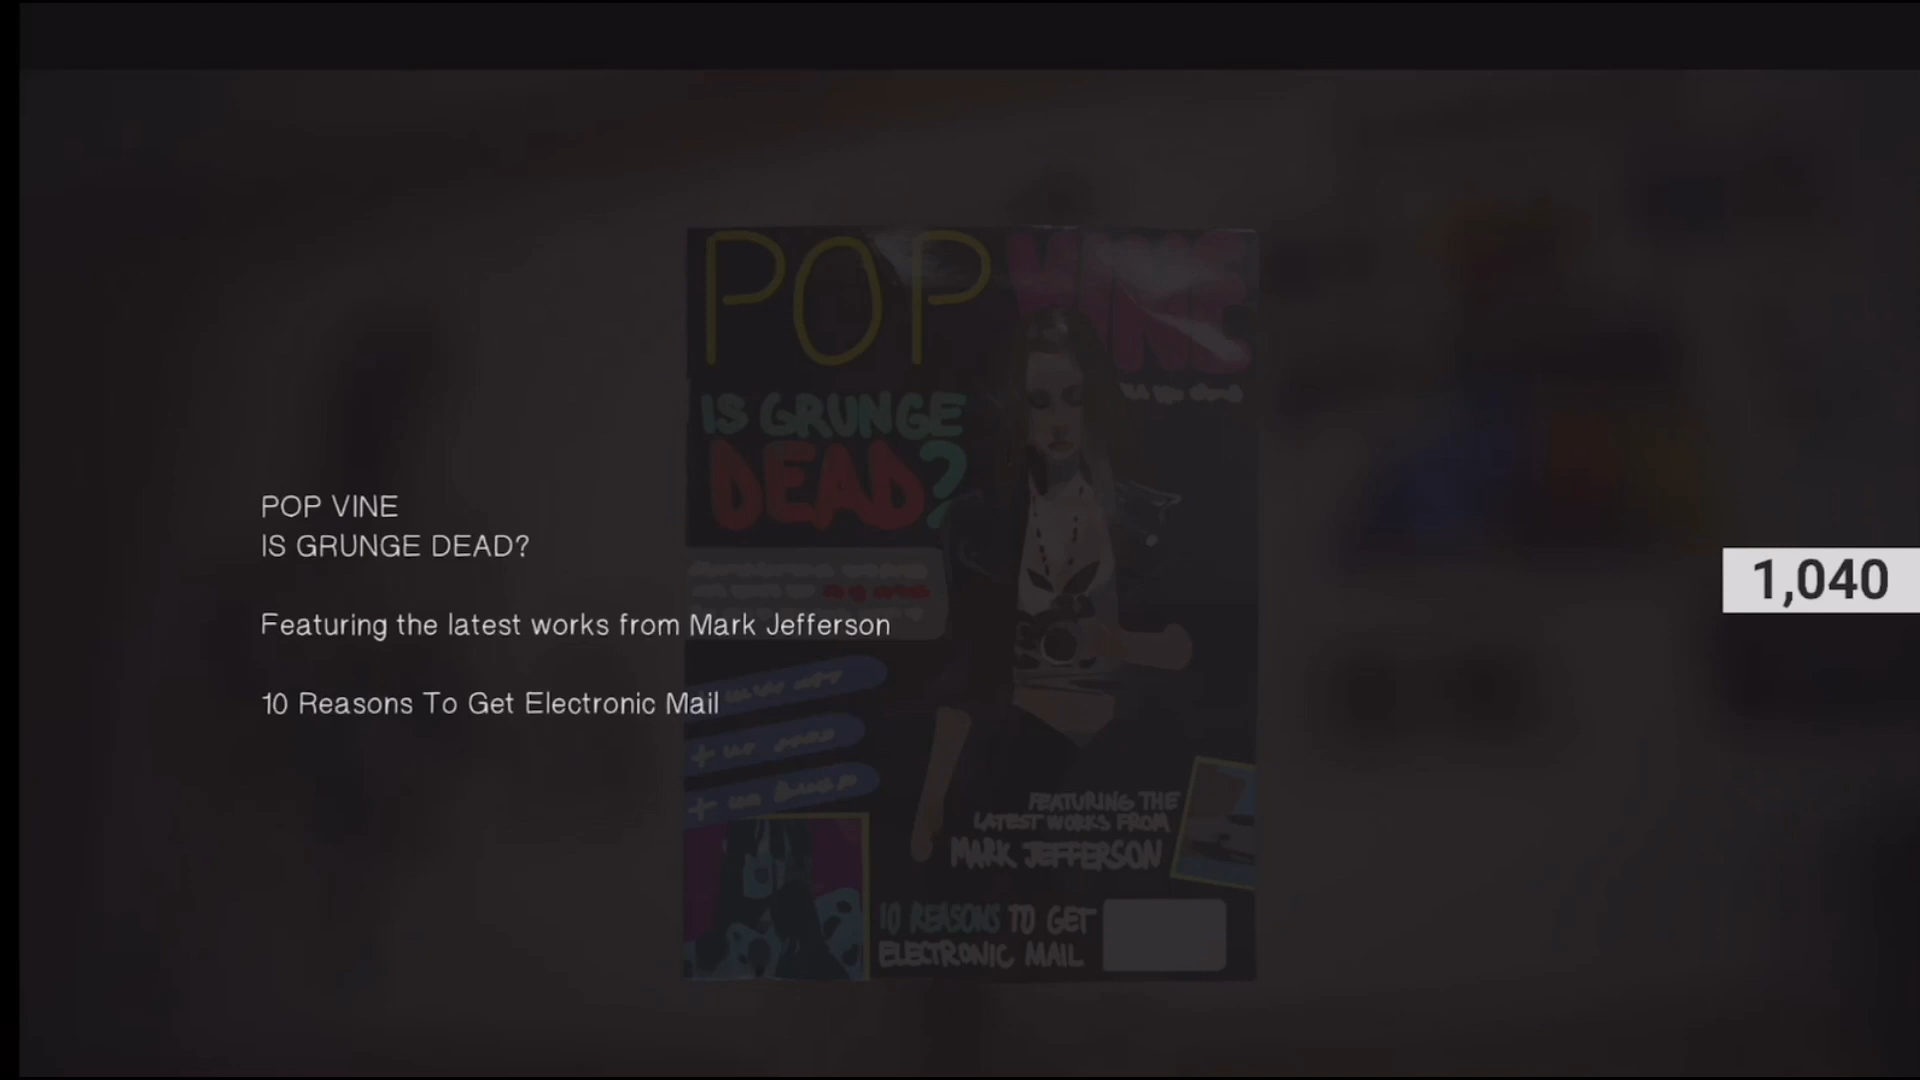 POP VINE
IS GRUNGE
DEAD?
POP VINE
IS GRUNGE DEAD?
1,040
Featuring the latest works from Mark Jefferson
10 Reasons To Get Electronic Mail
FEATURING THE
LATEST WORKS FROM
MARK JEFFERSON
10 REASONS TO GET
ELECTRONIC MAIL